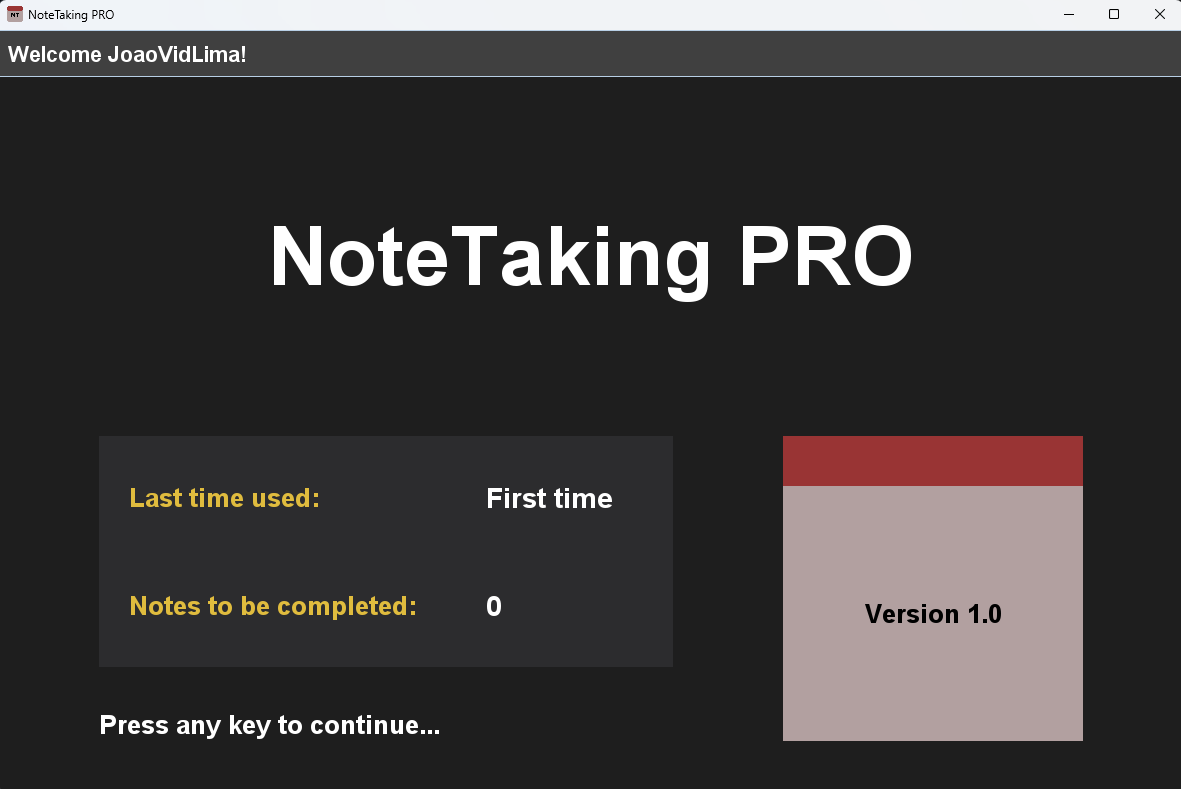 NT NoteTaking PRO
Welcome JoaoVidLima!
NoteTaking PRO
Last time used: First time
Notes to be completed: 0
Version 1.0
Press any key to continue...